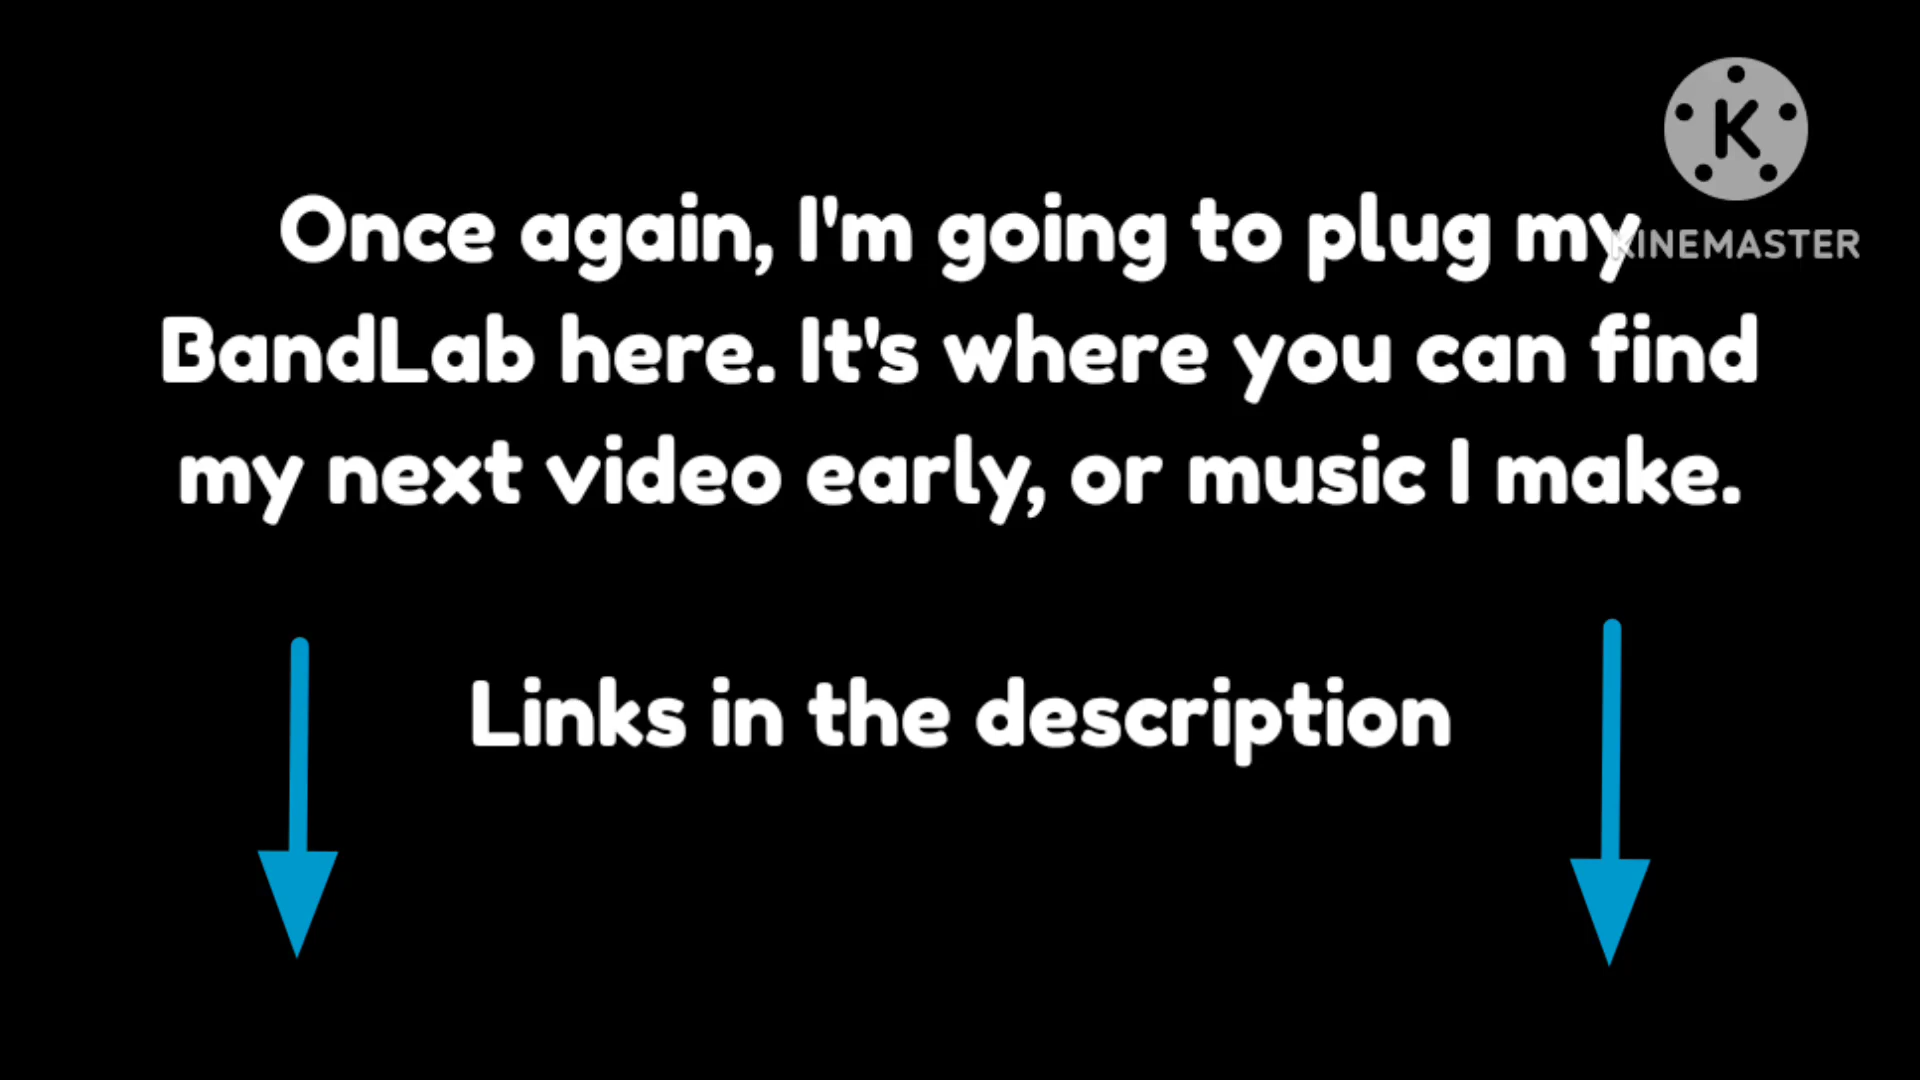 K
KINEMASTER
Once again, I'm going to plug my
BandLab here. It's where you can find
my next video early, or music I make.
Links in the description